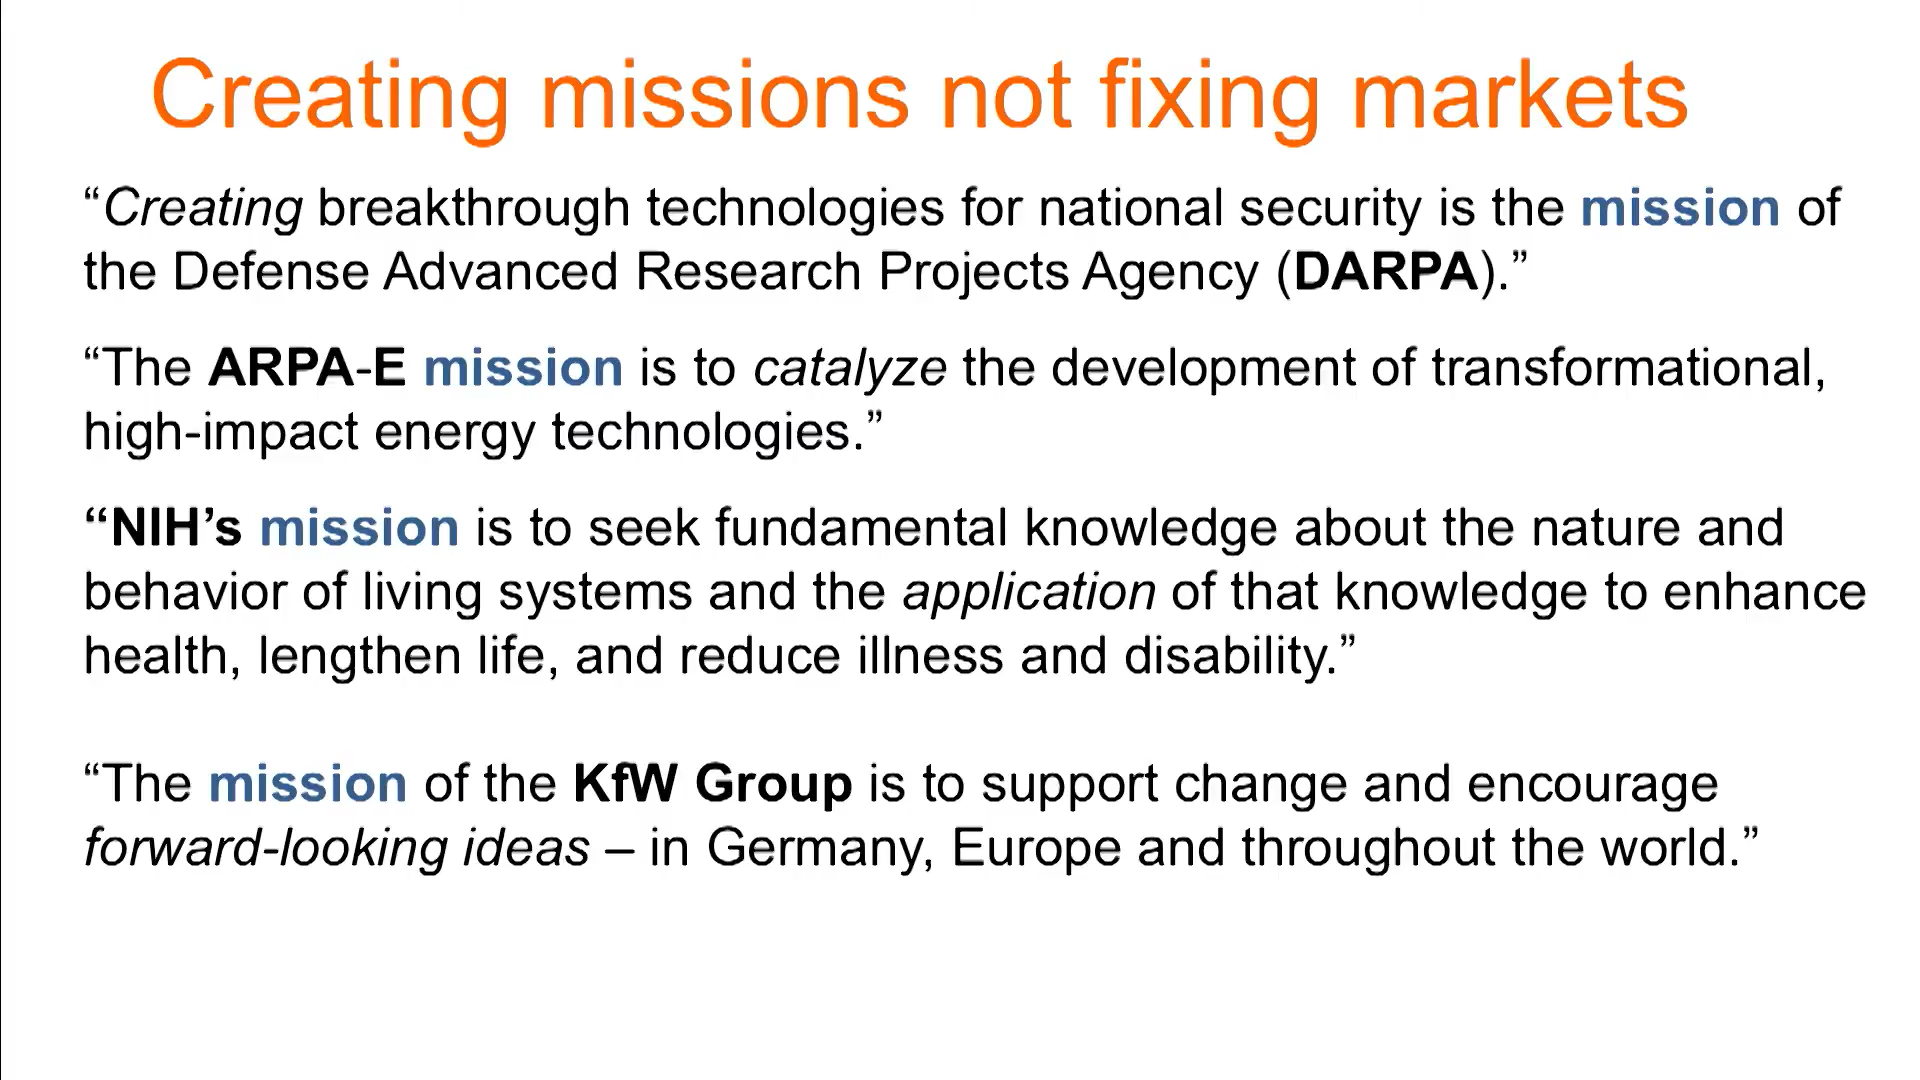 Creating missions not fixing markets
“Creating breakthrough technologies for national security is the mission of
the Defense Advanced Research Projects Agency (DARPA).”
“The ARPA-E mission is to catalyze the development of transformational,
high-impact energy technologies.”
“NIH’s mission is to seek fundamental knowledge about the nature and
behavior of living systems and the application of that knowledge to enhance
health, lengthen life, and reduce illness and disability.”
“The mission of the KfW Group is to support change and encourage
forward-looking ideas – in Germany, Europe and throughout the world.”